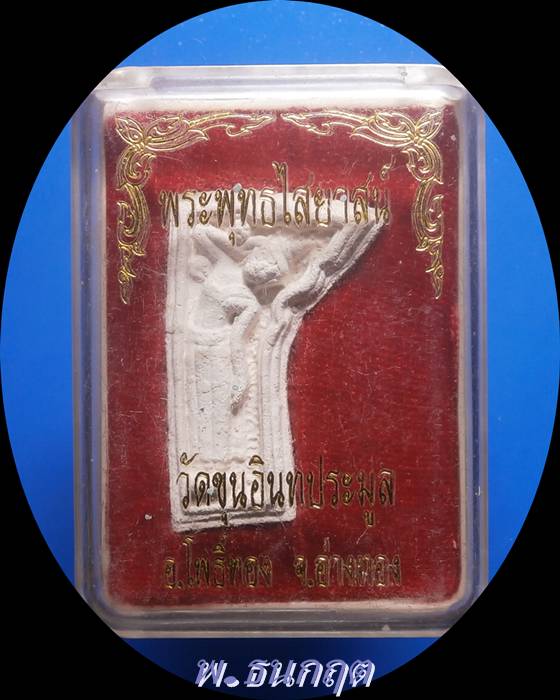 พระพุทธไสยาสน์
วัดขุนอินทประมูล
อ.โพธิ์ทอง จ.อ่างทอง
พ.ธนกฤต